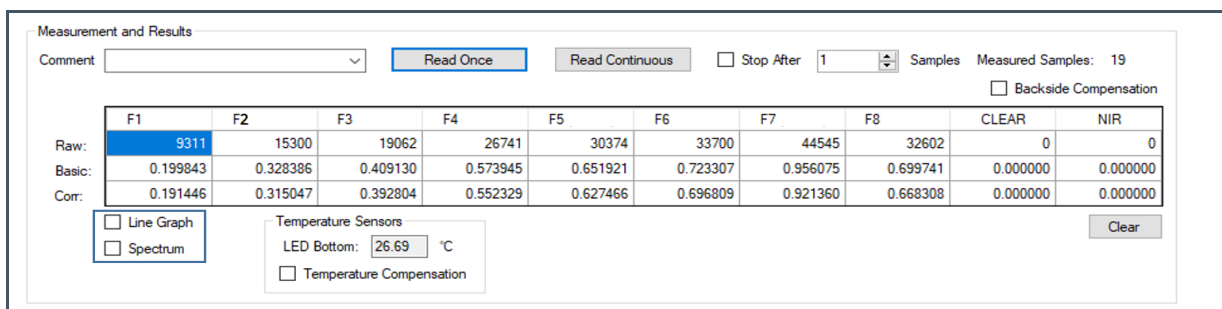 Measurement and Results
Comment Read Once Read Continuous Stop After 1 Samples Measured Samples: 19
Backside Compensation
F1 F2 F3 F4 F5 F6 F7 F8 CLEAR NIR
Raw: 9311 15300 19062 26741 30374 33700 44545 32602 0 0
Basic: 0.199843 0.328386 0.409130 0.573945 0.651921 0.723307 0.956075 0.699741 0.000000 0.000000
Corr: 0.191446 0.315047 0.392804 0.552329 0.627466 0.696809 0.921360 0.668308 0.000000 0.000000
Line Graph Temperature Sensors Clear
Spectrum LED Bottom: 26.69 °C
Temperature Compensation